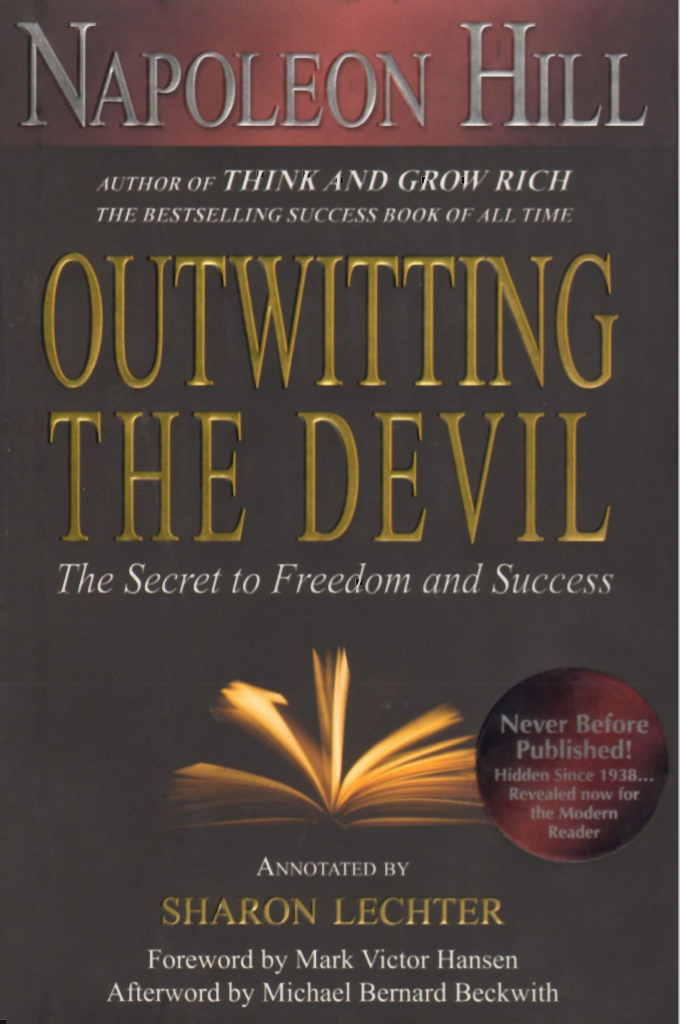 NAPOLEON HILL
AUTHOR OF THINK AND GROW RICH
THE BESTSELLING SUCCESS BOOK OF ALL TIME
OUTWITTING
THE DEVIL
The Secret to Freedom and Success
Never Before
Published!
Hidden Since 1938...
Revealed now for
the Modern
Reader
ANNOTATED BY
SHARON LECHTER
Foreword by Mark Victor Hansen
Afterword by Michael Bernard Beckwith